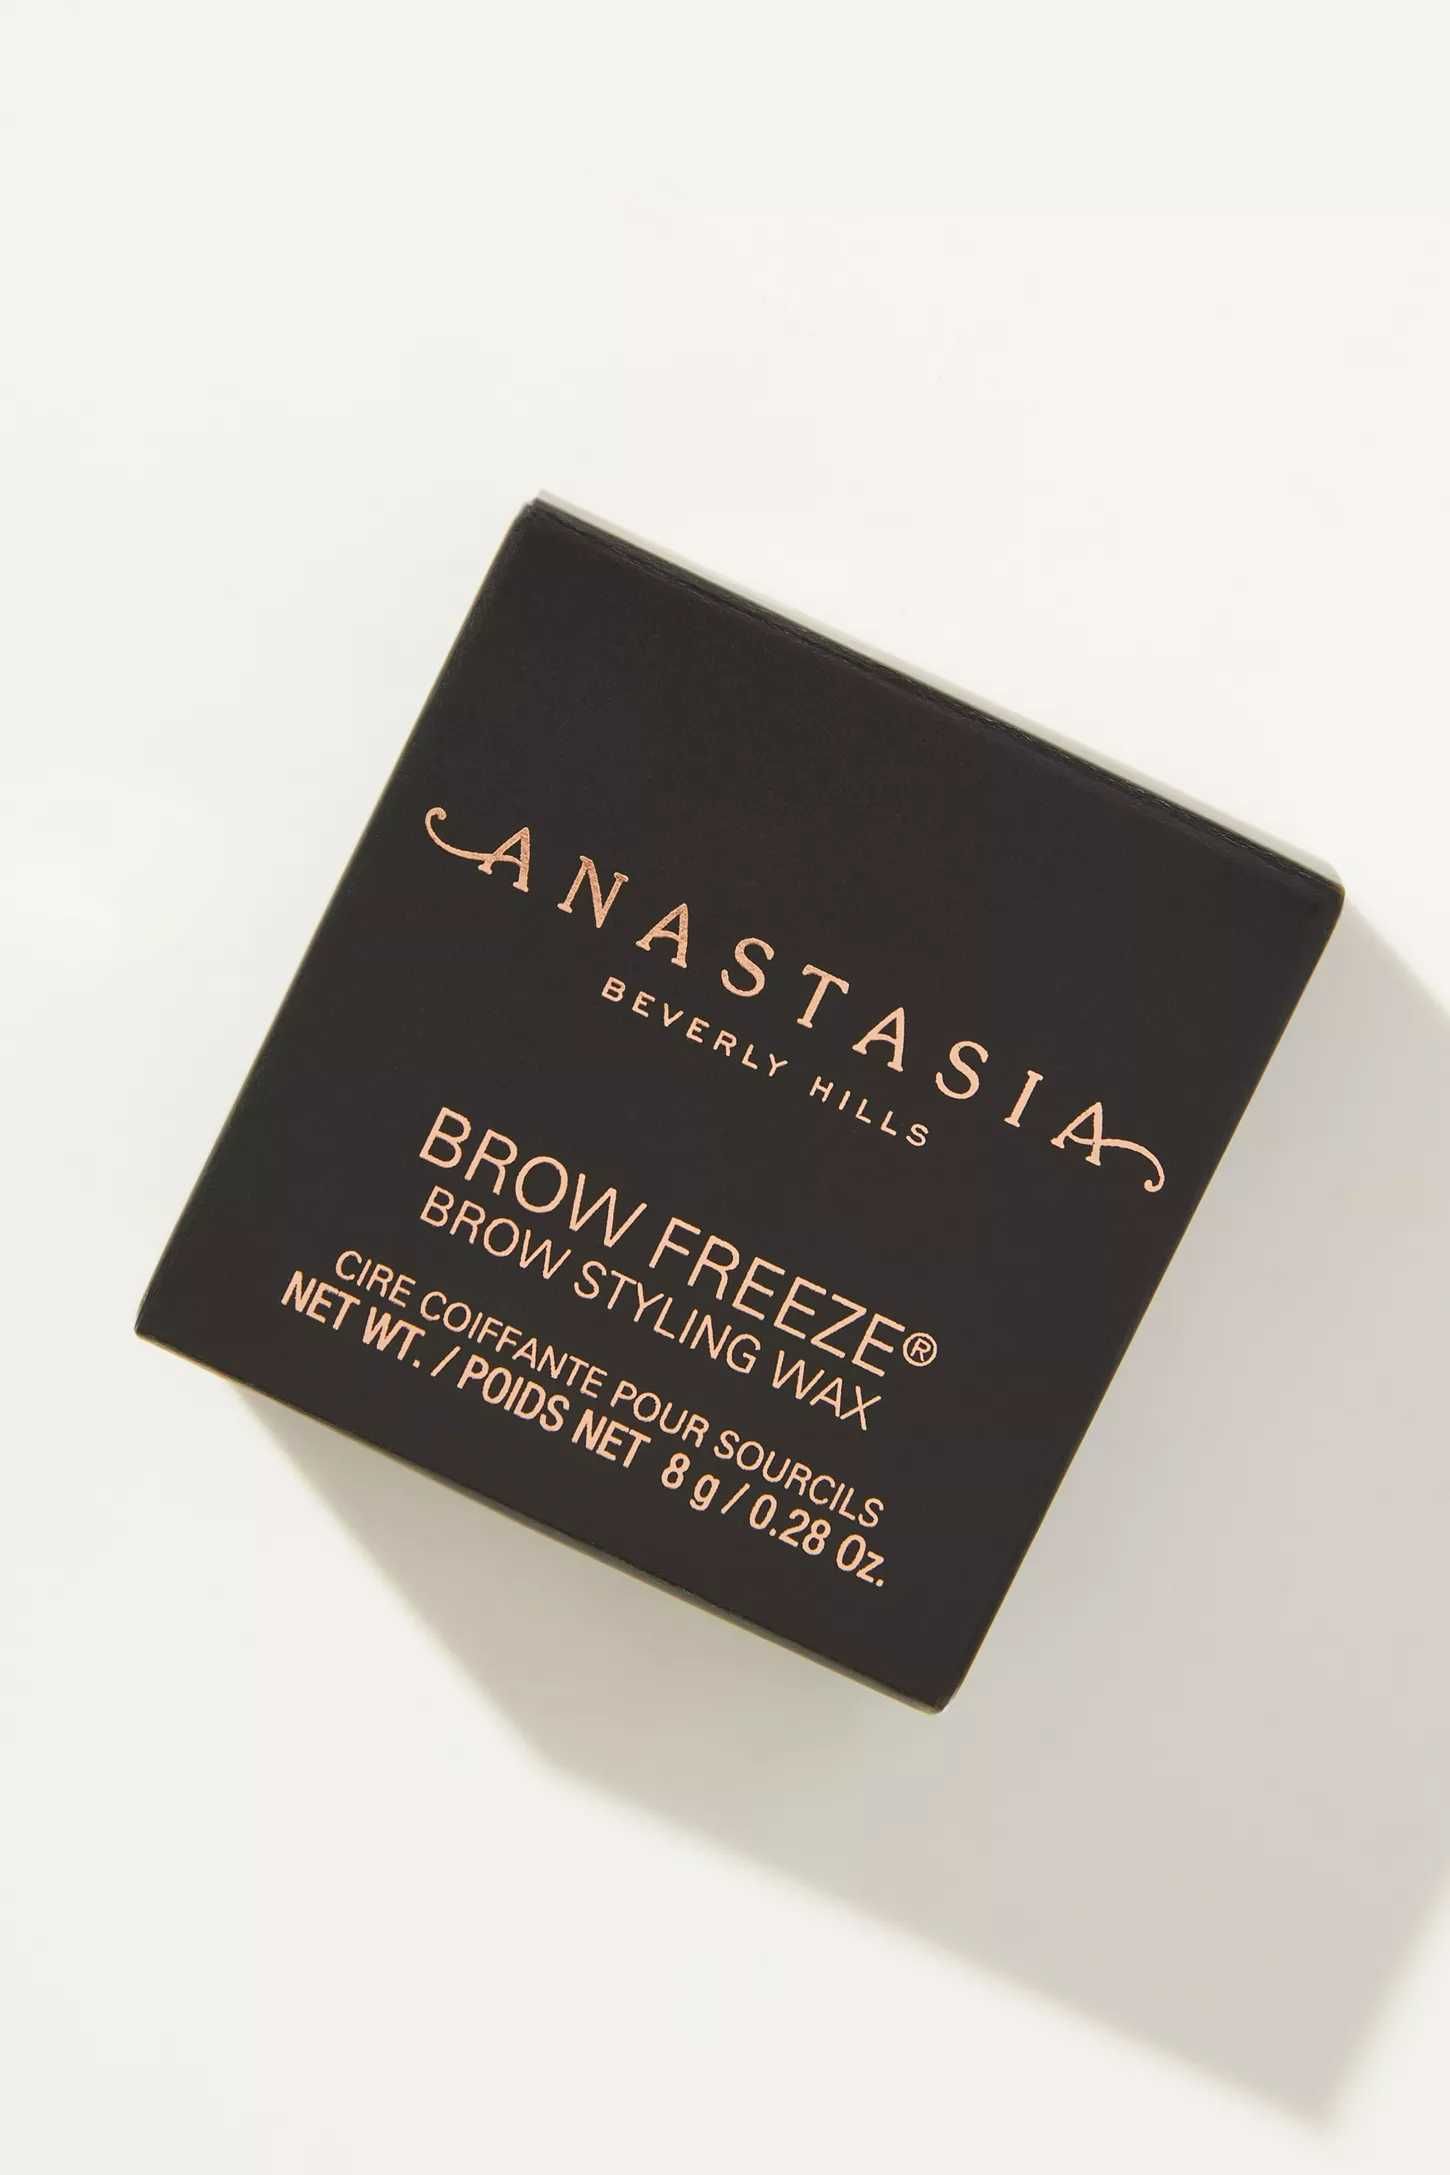 ANASTASIA
BEVERLY HILLS
BROW FREEZE®
BROW STYLING WAX
CIRE COIFFANTE POUR SOURCILS
NET WT. / POIDS NET 8 g / 0.28 Oz.